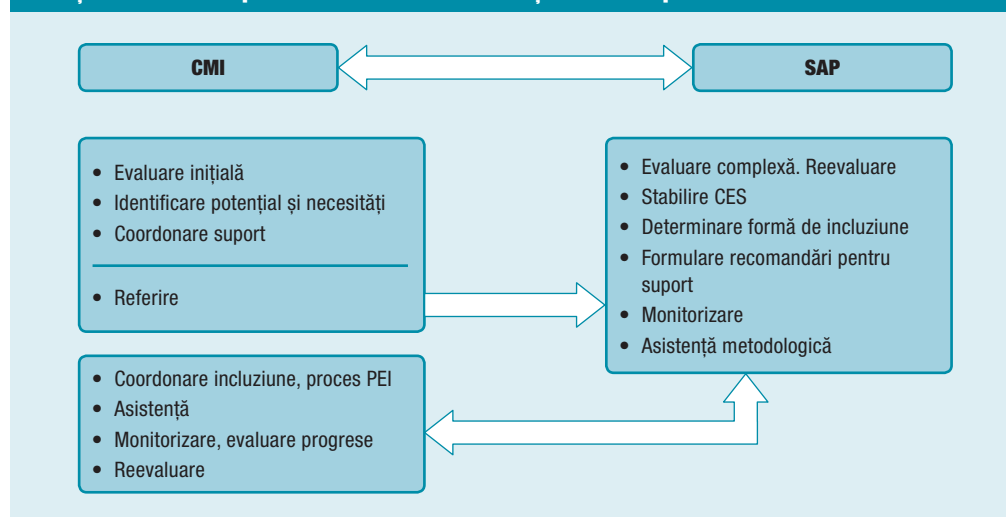 CMI
SAP
• Evaluare inițială
• Identificare potențial și necesități
• Coordonare suport
• Referire
• Evaluare complexă. Reevaluare
• Stabilire CES
• Determinare formă de incluziune
• Formulare recomandări pentru
suport
• Monitorizare
• Asistență metodologică
• Coordonare incluziune, proces PEI
• Asistență
• Monitorizare, evaluare progrese
• Reevaluare